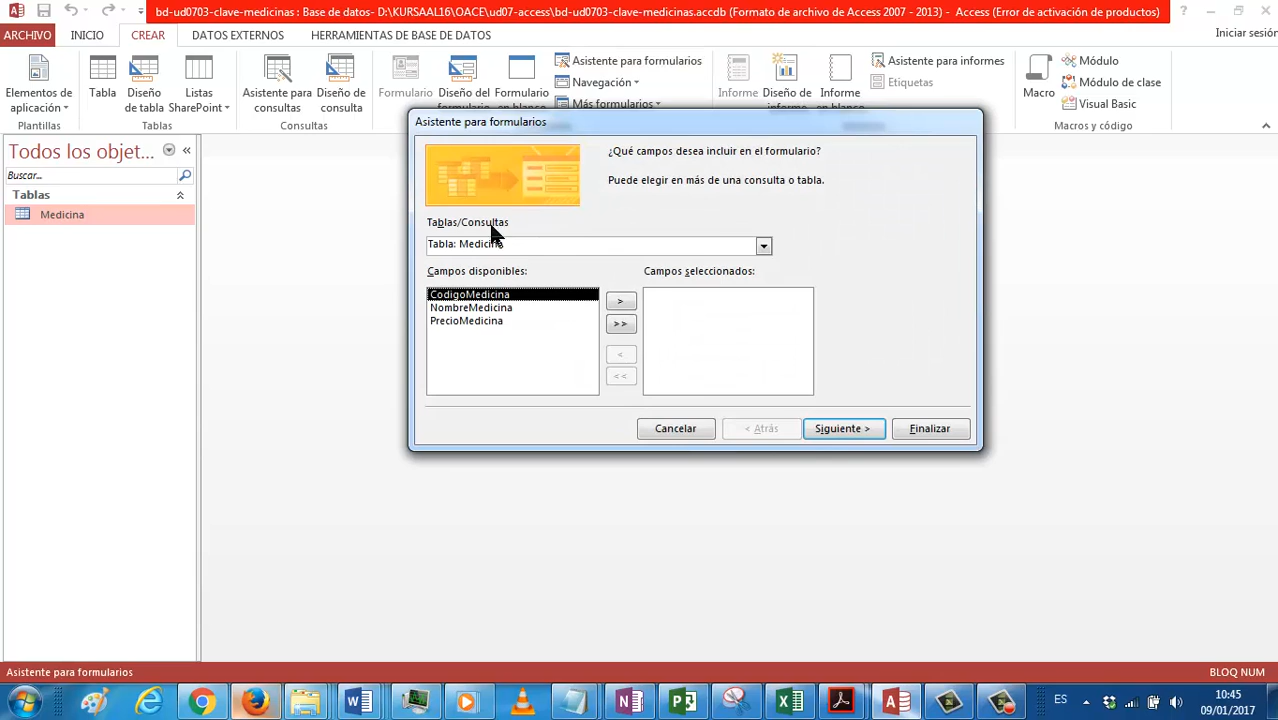 bd-ud0703-clave-medicinas : Base de datos- D:\KURSAAL16\OACE\ud07-access\bd-ud0703-clave-medicinas.accdb (Formato de archivo de Access 2007 - 2013) - Access (Error de activación de productos)
ARCHIVO INICIO CREAR DATOS EXTERNOS HERRAMIENTAS DE BASE DE DATOS Iniciar sesión
Elementos de aplicación
Plantillas
Tabla
Diseño de tabla
Listas SharePoint
Tablas
Asistente para consultas
Diseño de consulta
Consultas
Formulario
Diseño del formulario
Formulario en blanco
Asistente para formularios
Navegación
Más formularios
Informe
Diseño de informe
Asistente para informes
Etiquetas
Macro
Módulo
Módulo de clase
Visual Basic
Macros y código
Todos los objet...
Buscar...
Tablas
Medicina
Asistente para formularios
¿Qué campos desea incluir en el formulario?
Puede elegir en más de una consulta o tabla.
Tablas/Consultas
Tabla: Medicina
Campos disponibles:
Campos seleccionados:
CodigoMedicina
NombreMedicina
PrecioMedicina
>
>>
<
<<
Cancelar < Atrás Siguiente > Finalizar
Asistente para formularios BLOQ NUM
ES
10:45
09/01/2017